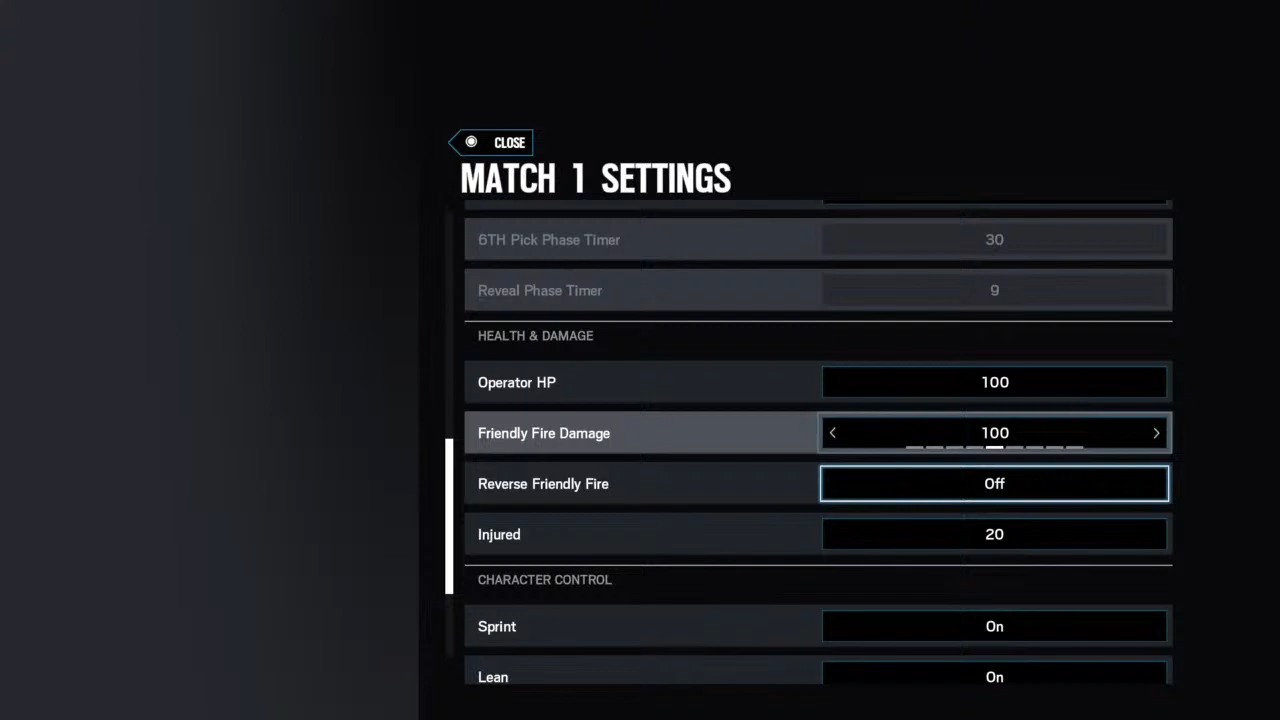 CLOSE
MATCH 1 SETTINGS
6TH Pick Phase Timer 30
Reveal Phase Timer 9
HEALTH & DAMAGE
Operator HP 100
Friendly Fire Damage 100
Reverse Friendly Fire Off
Injured 20
CHARACTER CONTROL
Sprint On
Lean On